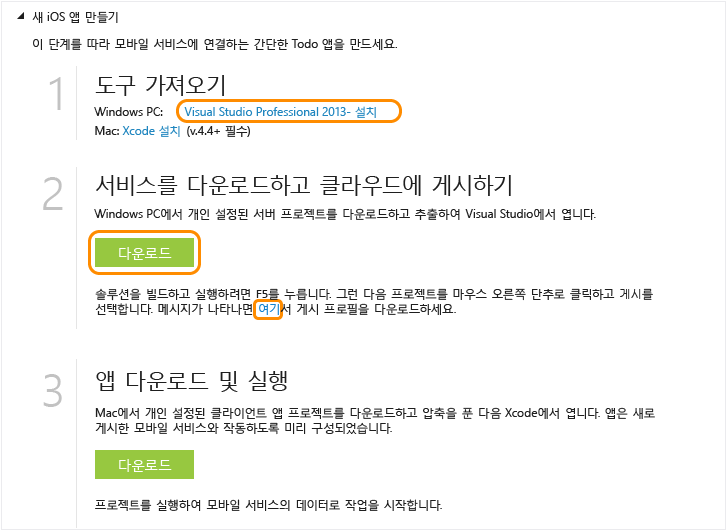 새 iOS 앱 만들기
이 단계를 따라 모바일 서비스에 연결하는 간단한 Todo 앱을 만드세요.
1
도구 가져오기
Windows PC: Visual Studio Professional 2013- 설치
Mac: Xcode 설치 (v.4.4+ 필수)
2
서비스를 다운로드하고 클라우드에 게시하기
Windows PC에서 개인 설정된 서버 프로젝트를 다운로드하고 추출하여 Visual Studio에서 엽니다.
다운로드
솔루션을 빌드하고 실행하려면 F5를 누릅니다. 그런 다음 프로젝트를 마우스 오른쪽 단추로 클릭하고 게시를
선택합니다. 메시지가 나타나면 여기서 게시 프로필을 다운로드하세요.
3
앱 다운로드 및 실행
Mac에서 개인 설정된 클라이언트 앱 프로젝트를 다운로드하고 압축을 푼 다음 Xcode에서 엽니다. 앱은 새로
게시한 모바일 서비스와 작동하도록 미리 구성되었습니다.
다운로드
프로젝트를 실행하여 모바일 서비스의 데이터로 작업을 시작합니다.